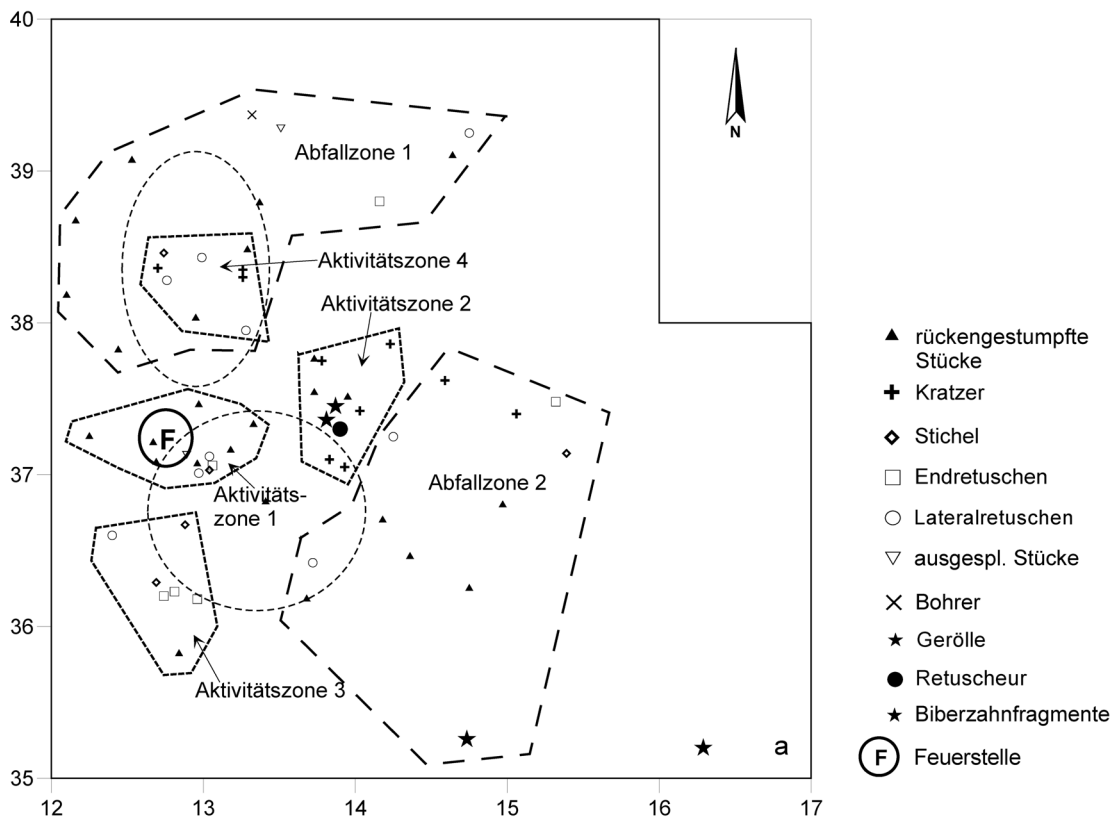 40
39
38
37
36
35
12
13
14
15
16
17
N
Abfallzone 1
Aktivitätszone 4
Aktivitätszone 2
F
Abfallzone 2
Aktivitäts-
zone 1
Aktivitätszone 3
a
rückengestumpfte
Stücke
Kratzer
Stichel
Endretuschen
Lateralretuschen
ausgespl. Stücke
Bohrer
Gerölle
Retuscheur
Biberzahnfragmente
F
Feuerstelle